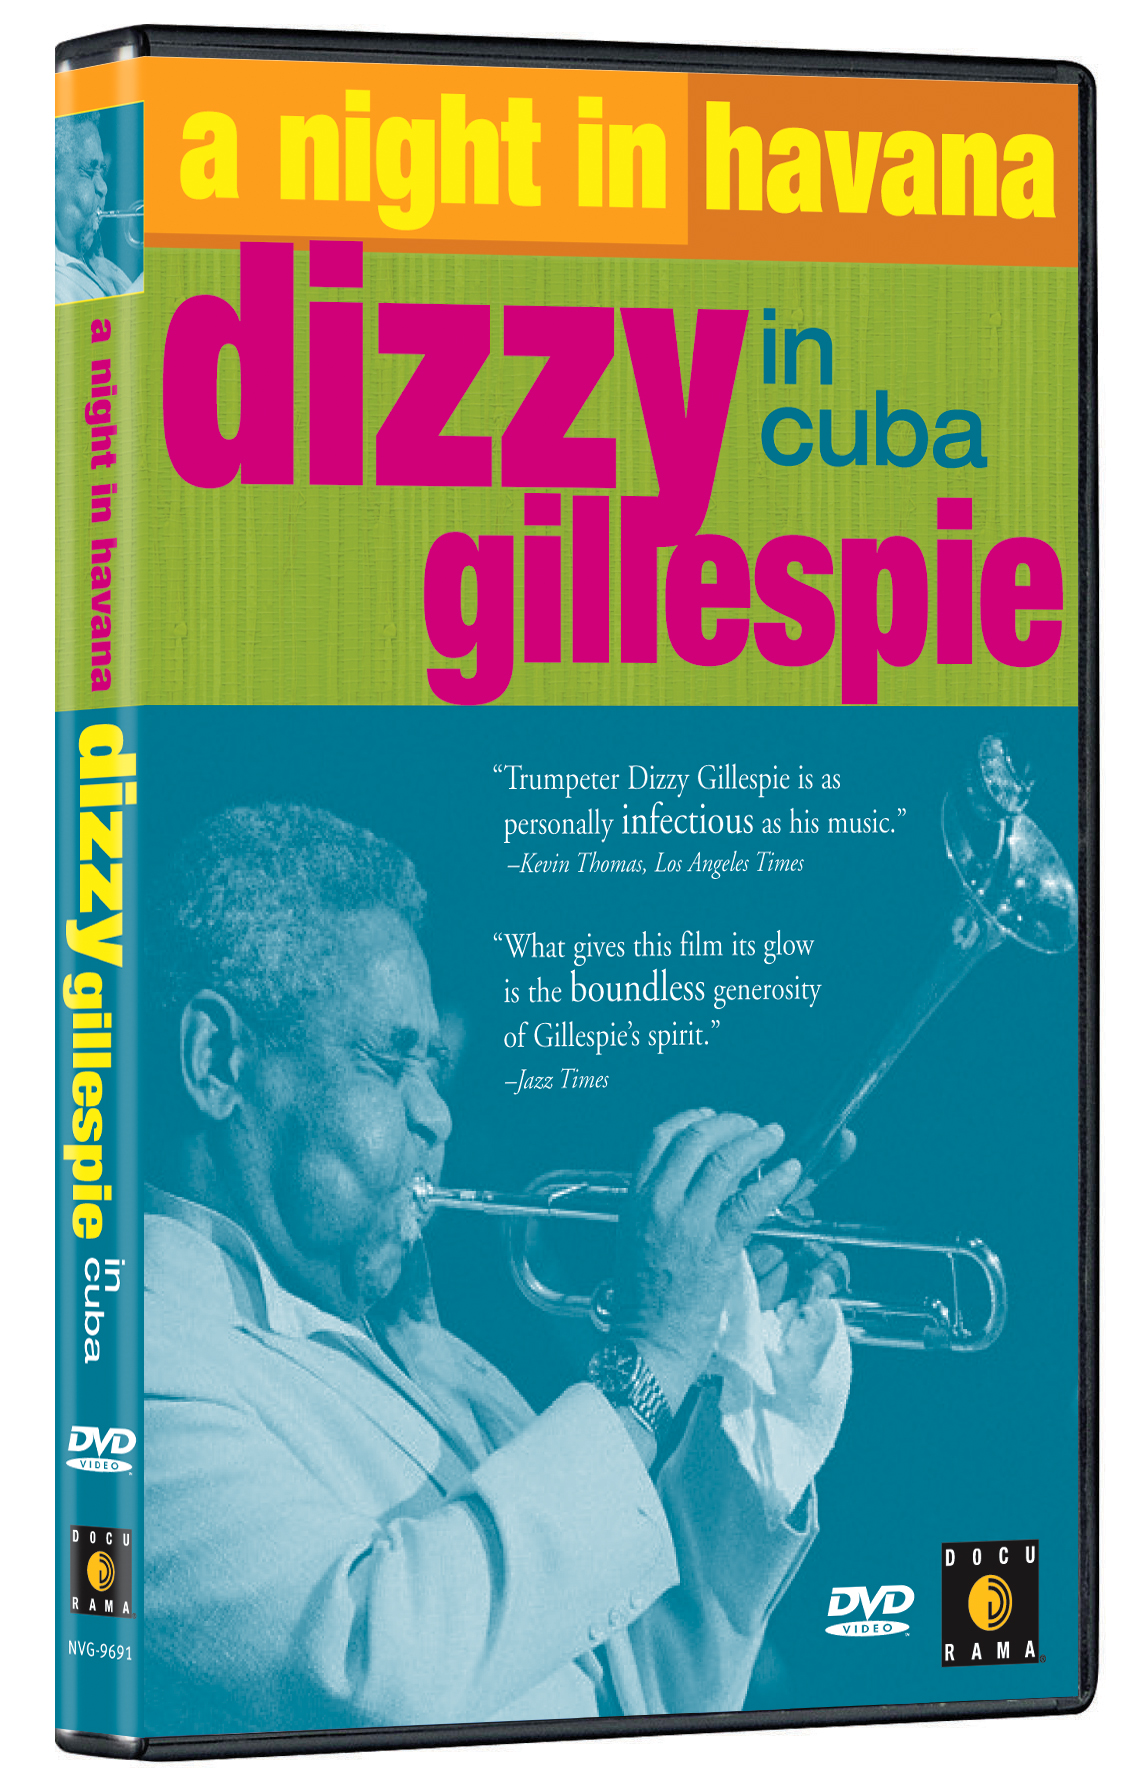 a night in havana
dizzy
in
cuba
gillespie
“Trumpeter Dizzy Gillespie is as
personally infectious as his music.”
–Kevin Thomas, Los Angeles Times
“What gives this film its glow
is the boundless generosity
of Gillespie’s spirit.”
–Jazz Times
DVD
VIDEO
DOCU
RAMA
a night in havana
dizzy gillespie
in
cuba
DVD
VIDEO
DOCU
RAMA
NVG-9691